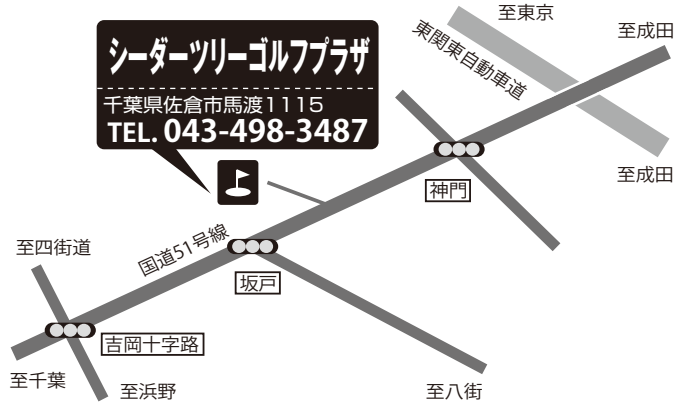 至東京
至成田
東関東自動車道
シーダーツリーゴルフプラザ
千葉県佐倉市馬渡1115
TEL. 043-498-3487
至成田
神門
国道51号線
至四街道
坂戸
吉岡十字路
至千葉
至浜野
至八街